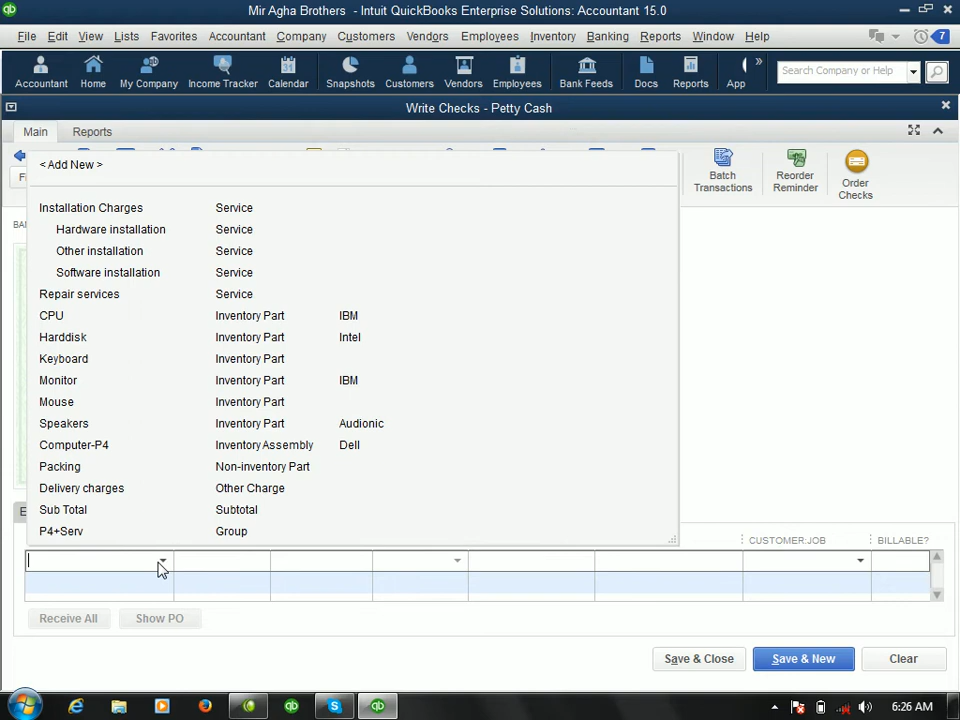 Mir Agha Brothers - Intuit QuickBooks Enterprise Solutions: Accountant 15.0
File Edit View Lists Favorites Accountant Company Customers Vendors Employees Inventory Banking Reports Window Help 7
Accountant Home My Company Income Tracker Calendar Snapshots Customers Vendors Employees Bank Feeds Docs Reports App » Search Company or Help
Write Checks - Petty Cash
Main Reports
< Add New >
Batch Transactions
Reorder Reminder
Order Checks
Installation Charges Service
Hardware installation Service
Other installation Service
Software installation Service
Repair services Service
CPU Inventory Part IBM
Harddisk Inventory Part Intel
Keyboard Inventory Part
Monitor Inventory Part IBM
Mouse Inventory Part
Speakers Inventory Part Audionic
Computer-P4 Inventory Assembly Dell
Packing Non-inventory Part
Delivery charges Other Charge
Sub Total Subtotal
P4+Serv Group
CUSTOMER:JOB BILLABLE?
Receive All Show PO
Save & Close Save & New Clear
6:26 AM